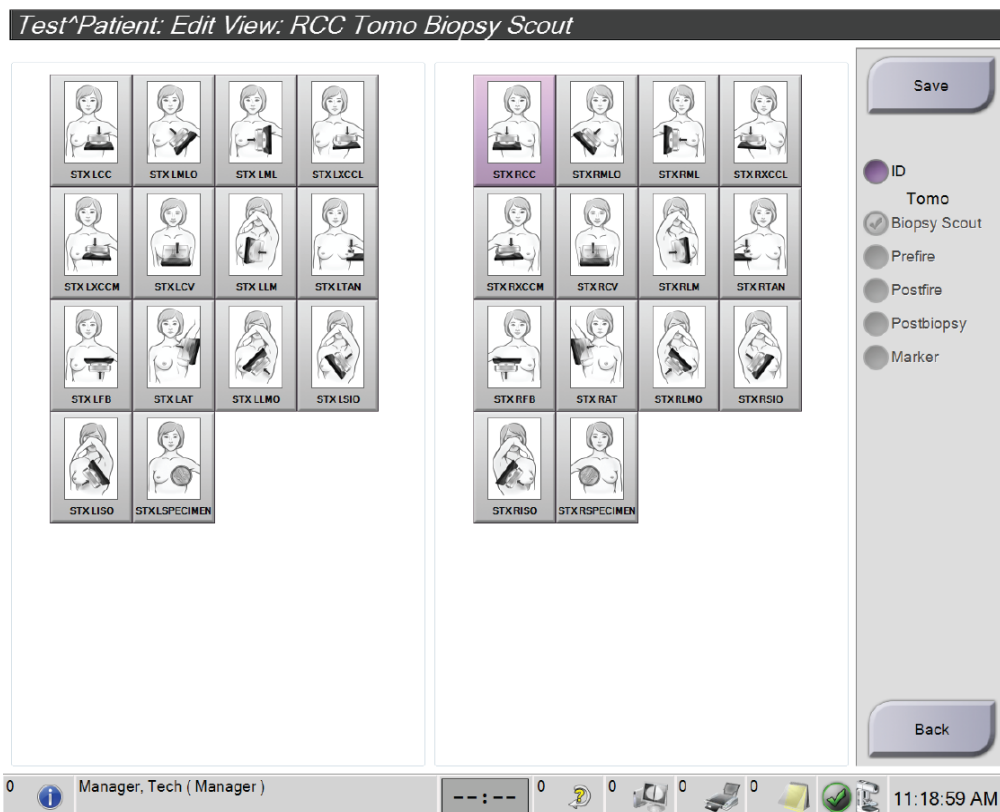 Test^Patient: Edit View: RCC Tomo Biopsy Scout
STX LCC STX LMLO STX LML STX LXCCL
STX LXCCM STX LCV STX LLM STX LTAN
STX LFB STX LAT STX LLMO STX LSIO
STX LISO STX LSPECIMEN
STX RCC STX RMLO STX RML STX RXCCL
STX RXCCM STX RCV STX RLM STX RTAN
STX RFB STX RAT STX RLMO STX RSIO
STX RISO STX RSPECIMEN
Save
ID
Tomo
Biopsy Scout
Prefire
Postfire
Postbiopsy
Marker
Back
0 Manager, Tech ( Manager ) --:-- 0 0 0 0 11:18:59 AM